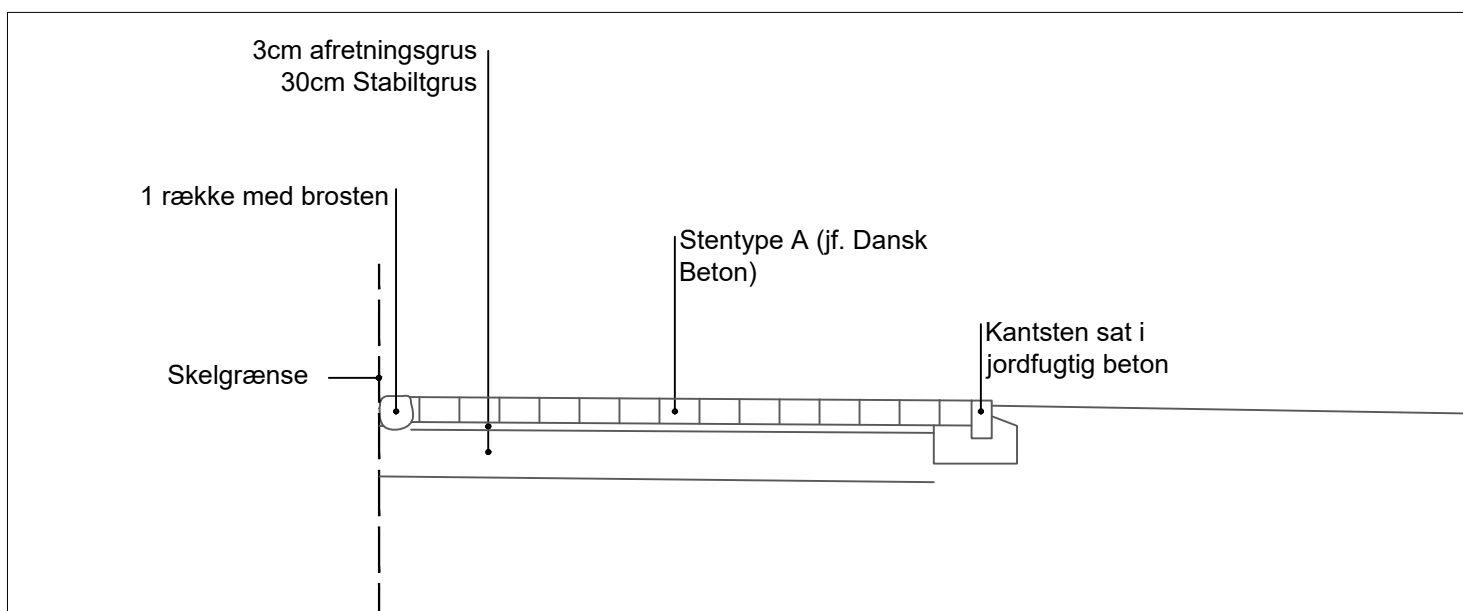 3cm afretningsgrus
30cm Stabiltgrus
1 række med brosten
Stentype A (jf. Dansk
Beton)
Kantsten sat i
jordfugtig beton
Skelgrænse